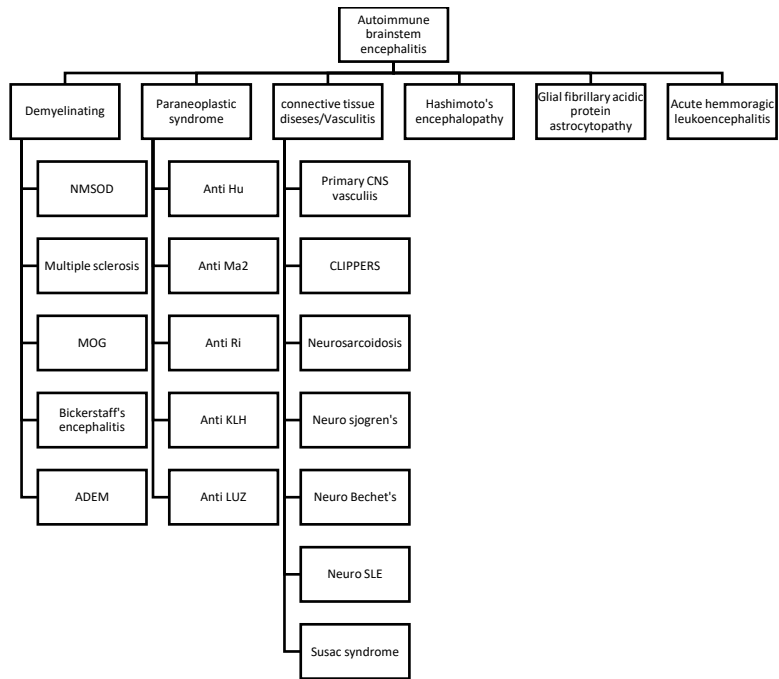 Autoimmune
brainstem
encephalitis
Demyelinating
Paraneoplastic
syndrome
connective tissue
diseses/Vasculitis
Hashimoto's
encephalopathy
Glial fibrillary acidic
protein
astrocytopathy
Acute hemmoragic
leukoencephalitis
NMSOD
Multiple sclerosis
MOG
Bickerstaff's
encephalitis
ADEM
Anti Hu
Anti Ma2
Anti Ri
Anti KLH
Anti LUZ
Primary CNS
vasculiis
CLIPPERS
Neurosarcoidosis
Neuro sjogren's
Neuro Bechet's
Neuro SLE
Susac syndrome